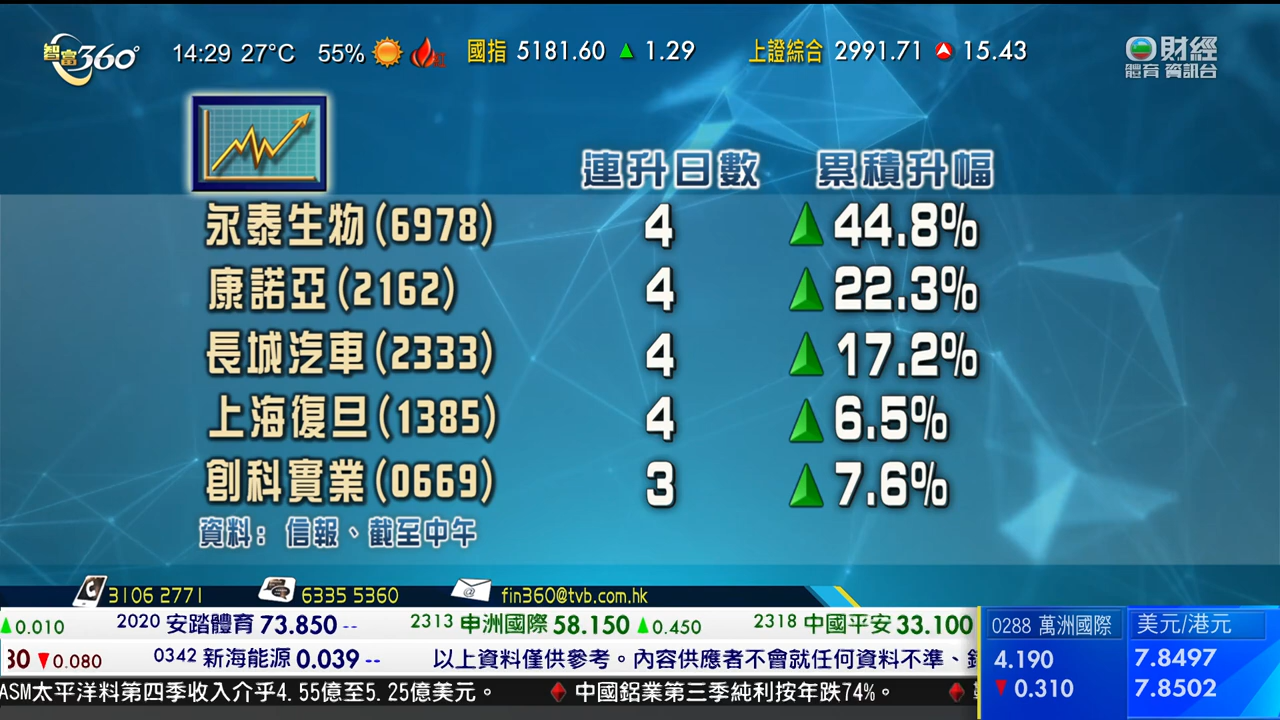 智富360°
14:29 27°C 55% 國指 5181.60 ▲ 1.29 上證綜合 2991.71 ▲ 15.43
財經
體育 資訊台
連升日數 累積升幅
永泰生物(6978) 4 ▲ 44.8%
康諾亞(2162) 4 ▲ 22.3%
長城汽車(2333) 4 ▲ 17.2%
上海復旦(1385) 4 ▲ 6.5%
創科實業(0669) 3 ▲ 7.6%
資料：信報、截至中午
3106 2771 6335 5360 fin360@tvb.com.hk
▲0.010 2020 安踏體育 73.850 -- 2313 申洲國際 58.150 ▲0.450 2318 中國平安 33.100
30 ▼0.080 0342 新海能源 0.039 -- 以上資料僅供參考。內容供應者不會就任何資料不準、
ASM太平洋料第四季收入介乎4.55億至5.25億美元。 中國鋁業第三季純利按年跌74%。
0288 萬洲國際
4.190
▼ 0.310
美元/港元
7.8497
7.8502